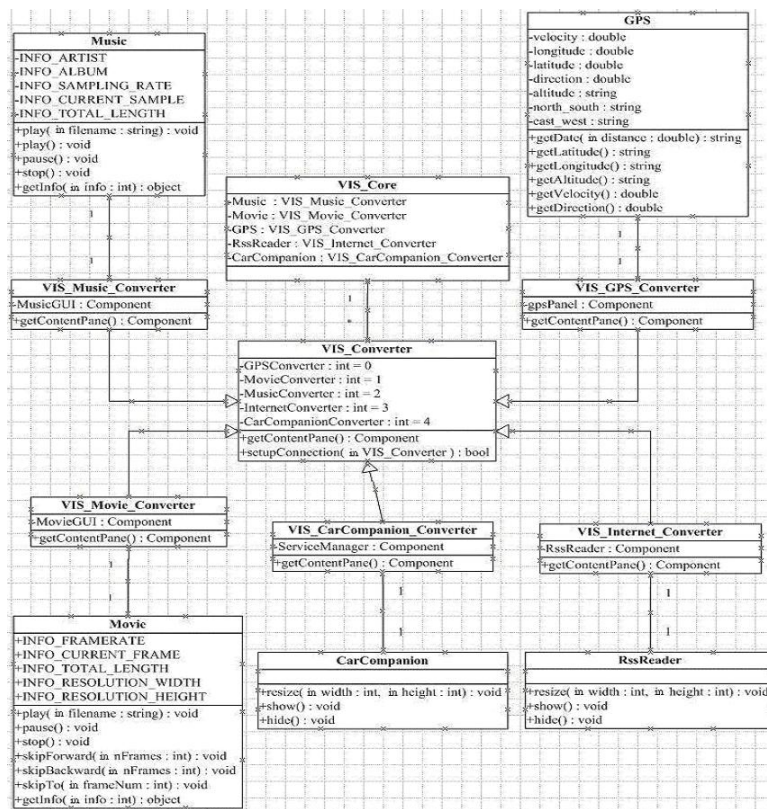 Music
-INFO_ARTIST
-INFO_ALBUM
-INFO_SAMPLING_RATE
-INFO_CURRENT_SAMPLE
-INFO_TOTAL_LENGTH
+play( in filename : string) : void
+play() : void
+pause() : void
+stop() : void
+getInfo( in info : int) : object
GPS
-velocity : double
-longitude : double
-latitude : double
-direction : double
-altitude : string
-north_south : string
-east_west : string
+getDate( in distance : double) : string
+getLatitude() : string
+getLongitude() : string
+getAltitude() : string
+getVelocity() : double
+getDirection() : double
VIS_Core
-Music : VIS_Music_Converter
-Movie : VIS_Movie_Converter
-GPS : VIS_GPS_Converter
-RssReader : VIS_Internet_Converter
-CarCompanion : VIS_CarCompanion_Converter
1
1
1
1
VIS_Music_Converter
-MusicGUI : Component
+getContentPane() : Component
VIS_GPS_Converter
-gpsPanel : Component
+getContentPane() : Component
1
*
VIS_Converter
-GPSConverter : int = 0
-MovieConverter : int = 1
-MusicConverter : int = 2
-InternetConverter : int = 3
-CarCompanionConverter : int = 4
+getContentPane() : Component
+setupConnection( in VIS_Converter ) : bool
VIS_Movie_Converter
-MovieGUI : Component
+getContentPane() : Component
VIS_CarCompanion_Converter
-ServiceManager : Component
+getContentPane() : Component
VIS_Internet_Converter
-RssReader : Component
+getContentPane() : Component
1
1
1
1
1
1
Movie
+INFO_FRAMERATE
+INFO_CURRENT_FRAME
+INFO_TOTAL_LENGTH
+INFO_RESOLUTION_WIDTH
+INFO_RESOLUTION_HEIGHT
+play( in filename : string) : void
+pause() : void
+stop() : void
+skipForward( in nFrames : int) : void
+skipBackward( in nFrames : int) : void
+skipTo( in frameNum : int) : void
+getInfo( in info : int) : object
CarCompanion
+resize( in width : int, in height : int) : void
+show() : void
+hide() : void
RssReader
+resize( in width : int, in height : int) : void
+show() : void
+hide() : void